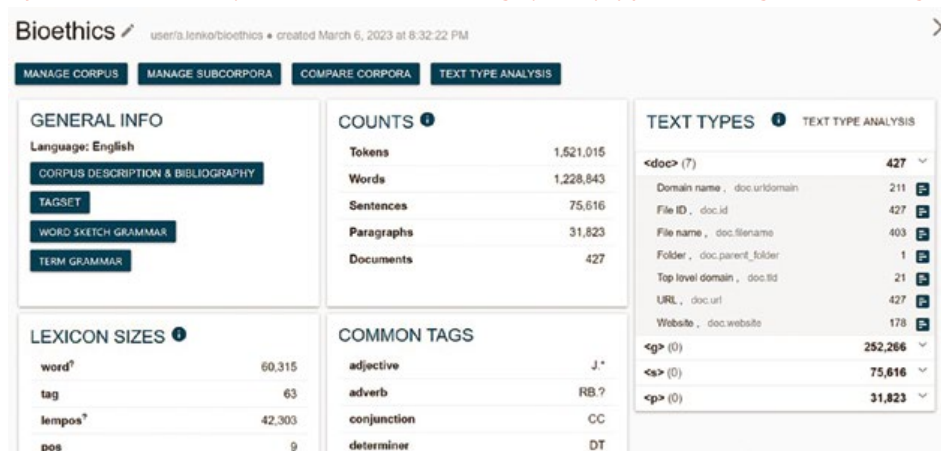 Bioethics user/a.lenko/bioethics • created March 6, 2023 at 8:32:22 PM
MANAGE CORPUS MANAGE SUBCORPORA COMPARE CORPORA TEXT TYPE ANALYSIS
GENERAL INFO
Language: English
CORPUS DESCRIPTION & BIBLIOGRAPHY
TAGSET
WORD SKETCH GRAMMAR
TERM GRAMMAR
COUNTS
Tokens 1,521,015
Words 1,228,843
Sentences 75,616
Paragraphs 31,823
Documents 427
TEXT TYPES TEXT TYPE ANALYSIS
<doc> (7) 427
Domain name , doc.urldomain 211
File ID , doc.id 427
File name , doc.filename 403
Folder , doc.parent_folder 1
Top level domain , doc.tld 21
URL , doc.url 427
Website , doc.website 178
<g> (0) 252,266
<s> (0) 75,616
<p> (0) 31,823
LEXICON SIZES
word? 60,315
tag 63
lempos? 42,303
pos 9
COMMON TAGS
adjective J.*
adverb RB.?
conjunction CC
determiner DT